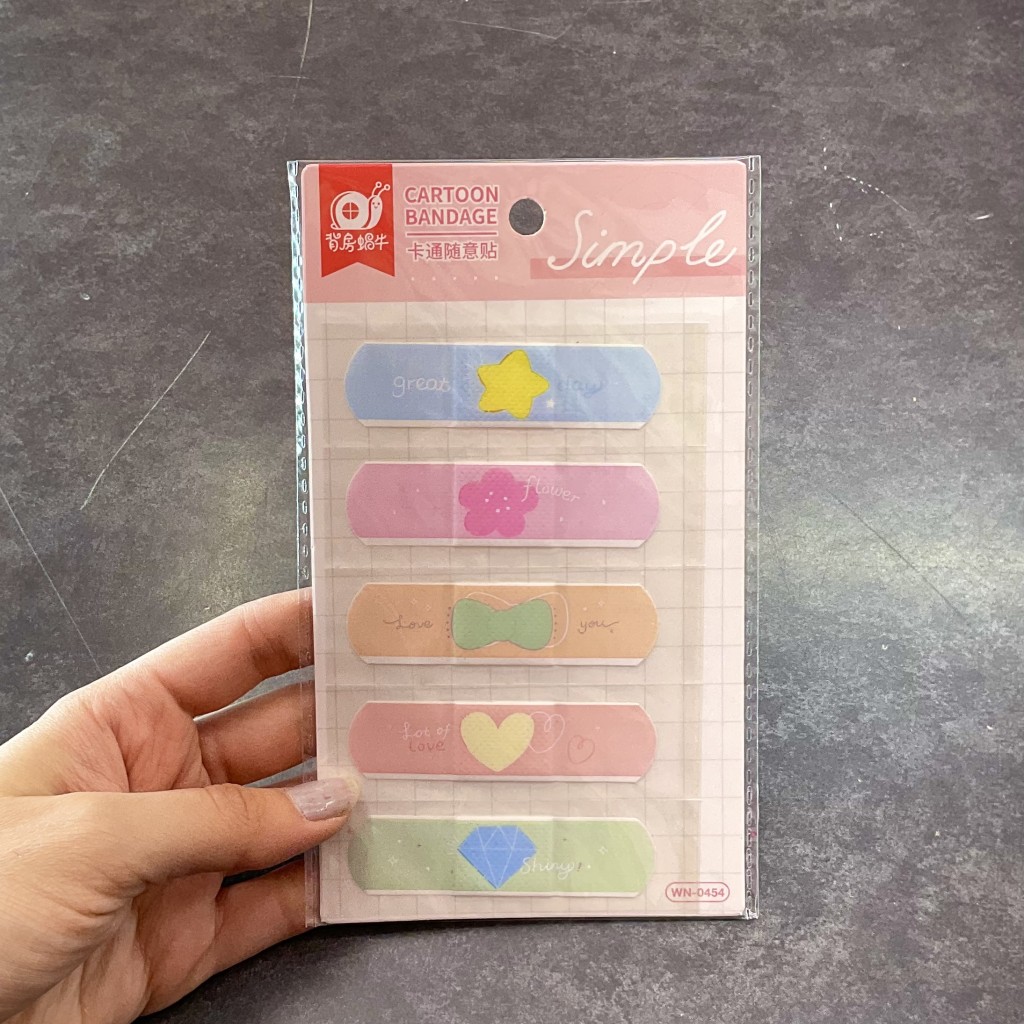 背房蝸牛
CARTOON
BANDAGE
卡通随意贴
Simple
great day
flower
Love you
Lot of
love
Shiny
WN-0454